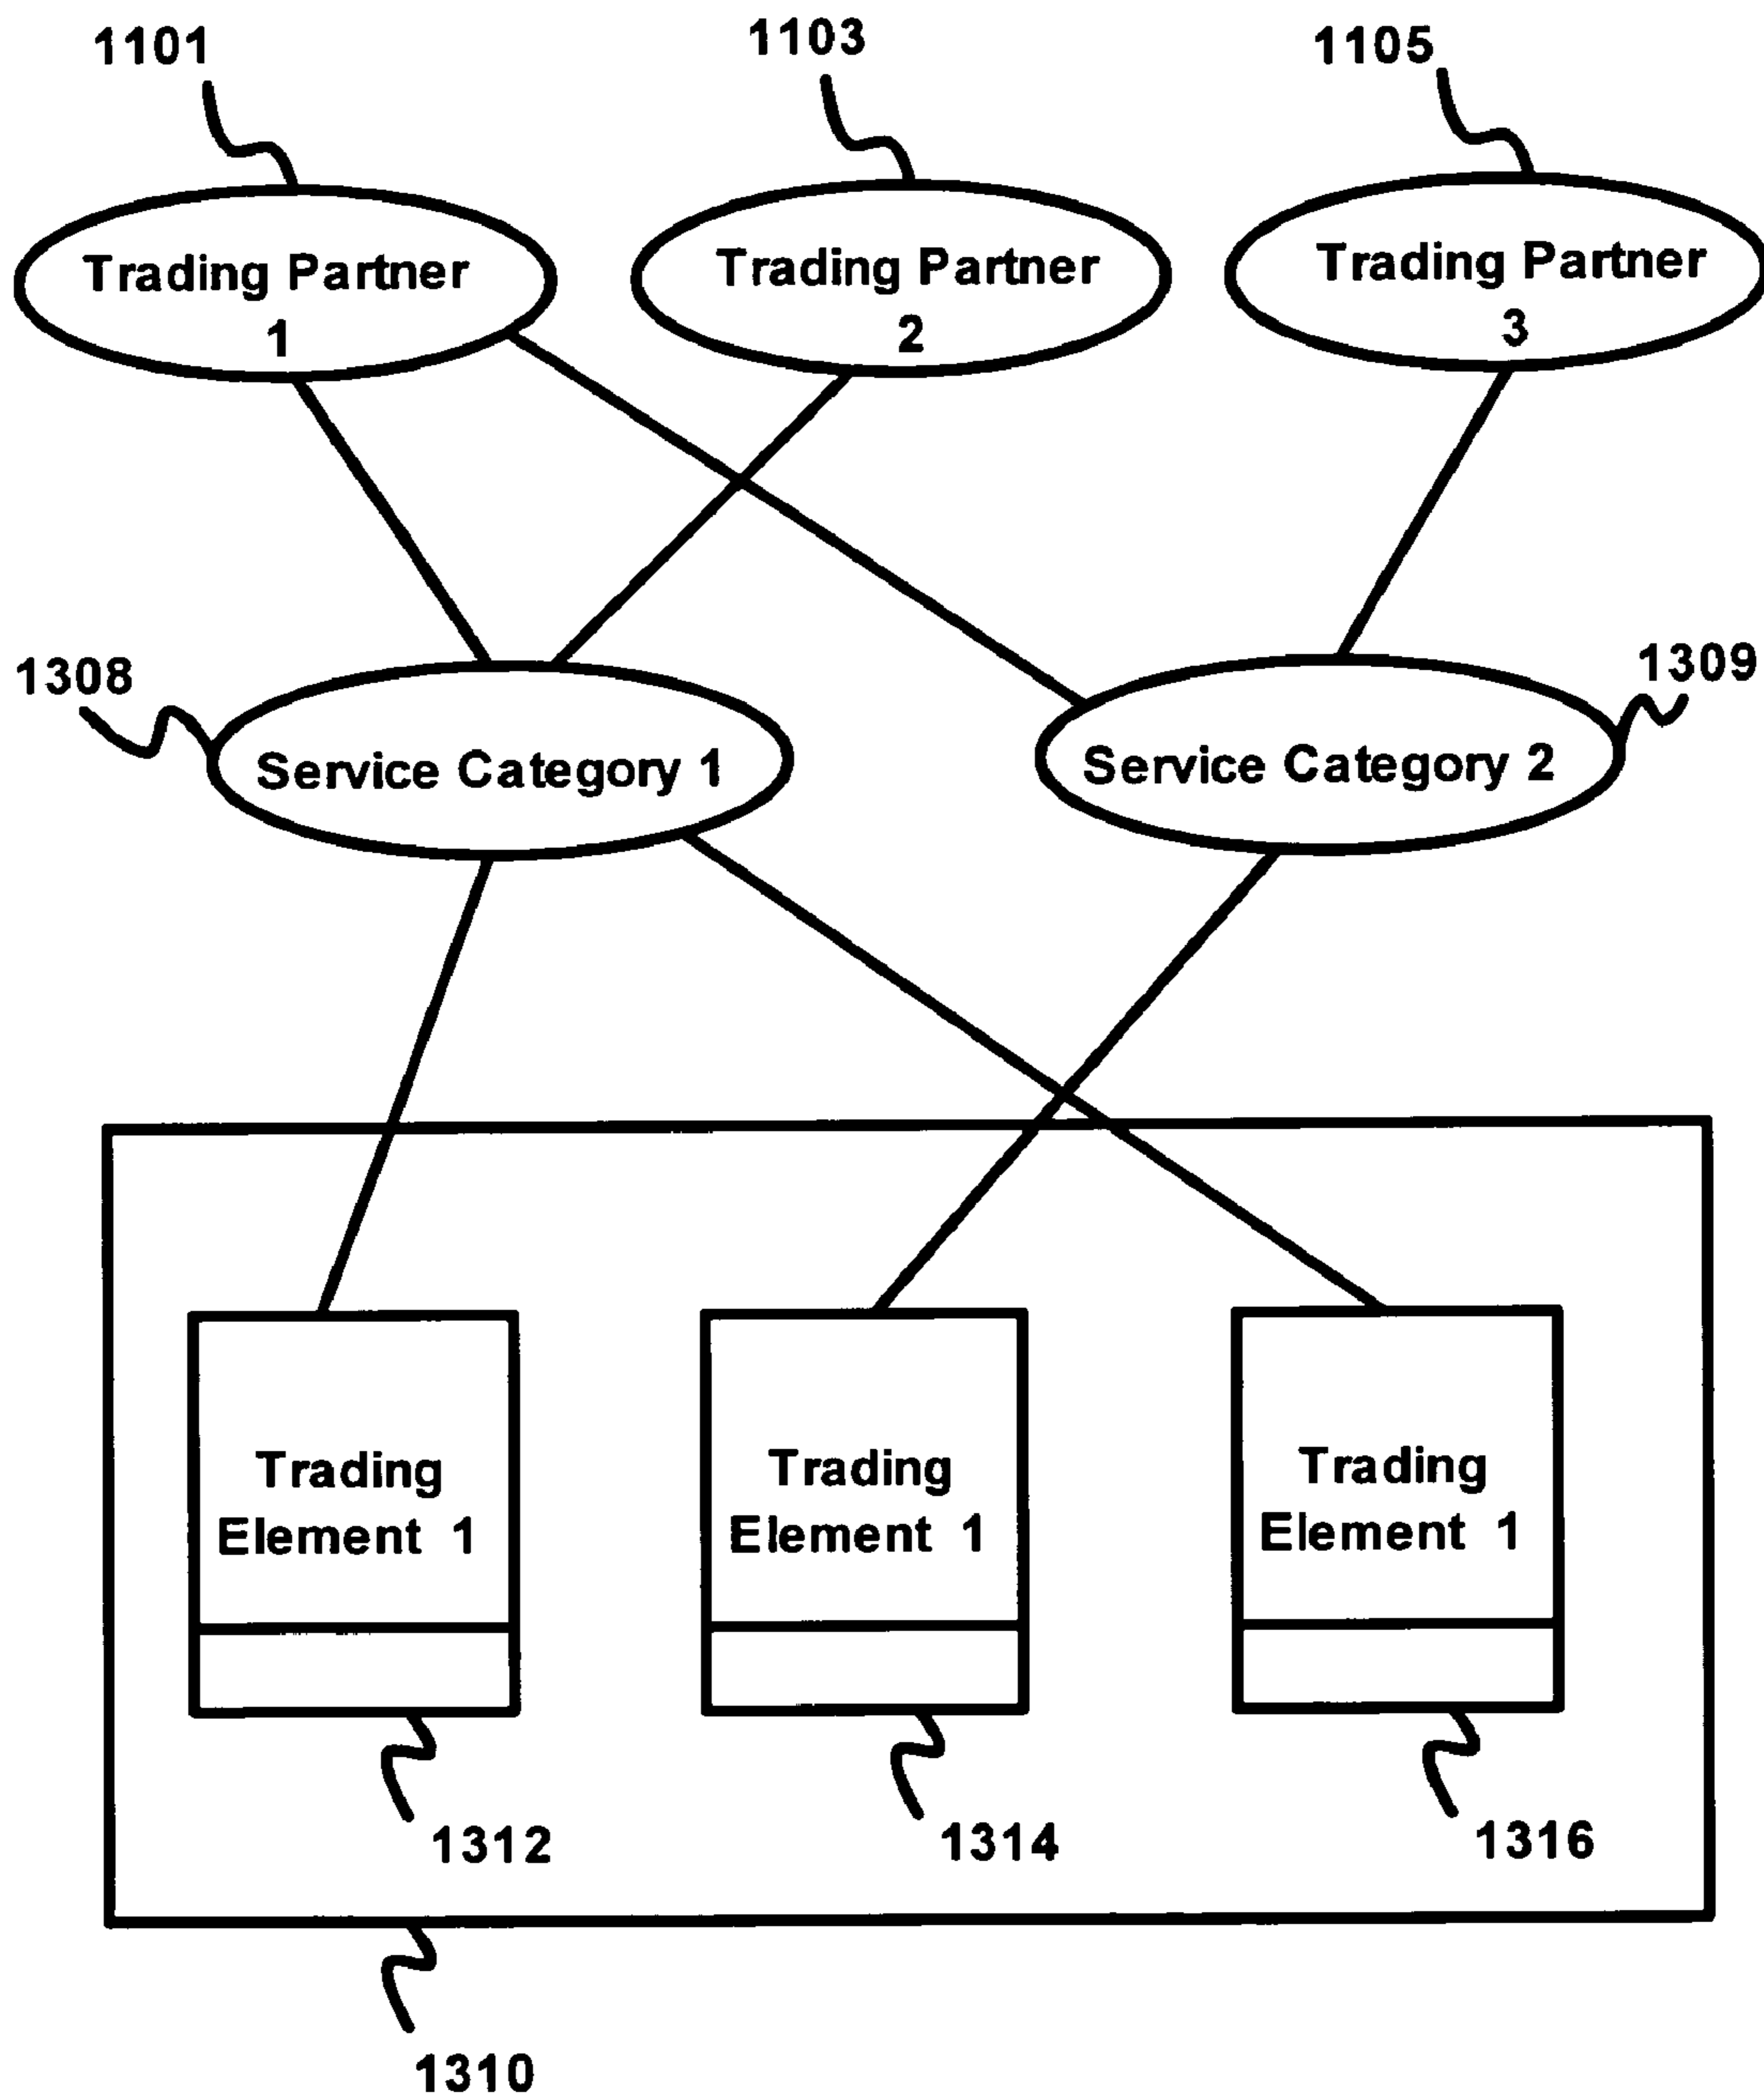 1101
1103
1105
Trading Partner
1
Trading Partner
2
Trading Partner
3
1308
1309
Service Category 1
Service Category 2
Trading
Element 1
Trading
Element 1
Trading
Element 1
1312
1314
1316
1310